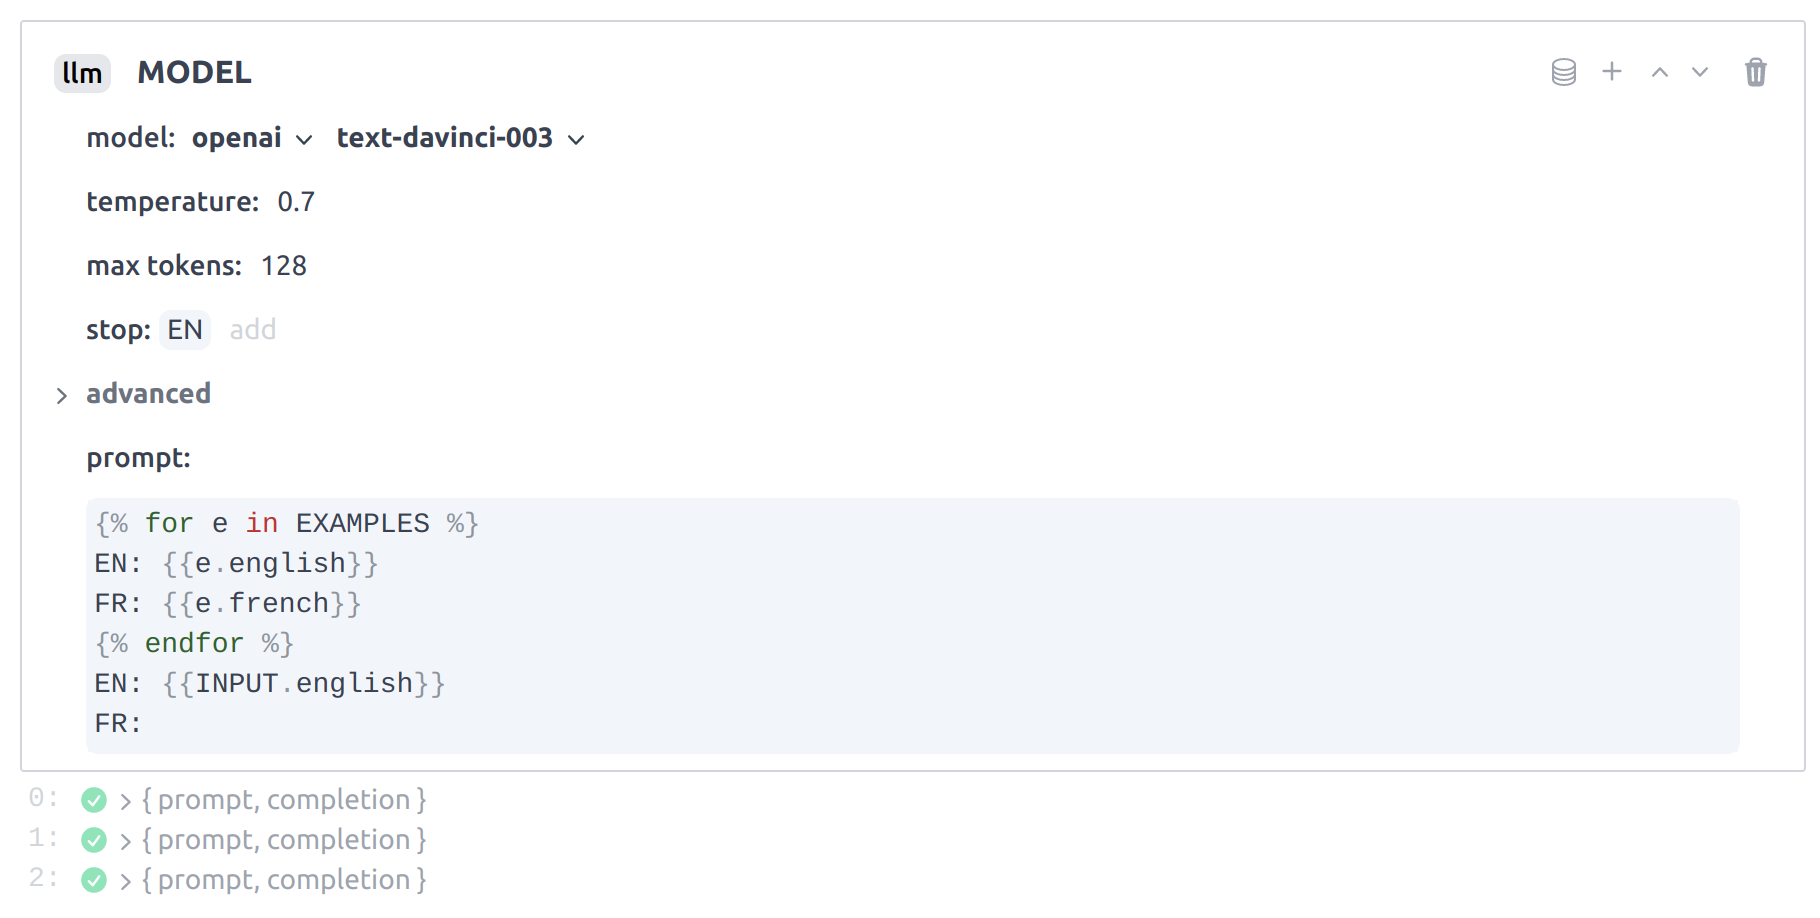 llm MODEL
model: openai text-davinci-003
temperature: 0.7
max tokens: 128
stop: EN add
advanced
prompt:
{% for e in EXAMPLES %}
EN: {{e.english}}
FR: {{e.french}}
{% endfor %}
EN: {{INPUT.english}}
FR:
0: { prompt, completion }
1: { prompt, completion }
2: { prompt, completion }